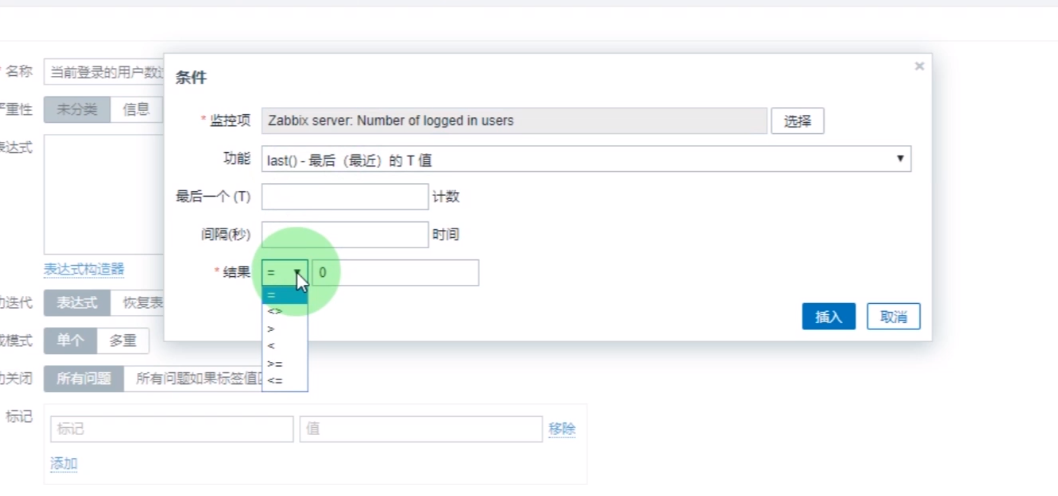 条件
名称 当前登录的用户数
* 监控项 Zabbix server: Number of logged in users 选择
重性 未分类 信息
表达式
功能 last() - 最后（最近）的 T 值
最后一个 (T) 计数
间隔(秒) 时间
* 结果 = 0
=
<>
>
<
>=
<=
表达式构造器
迭代 表达式 恢复表
插入 取消
模式 单个 多重
关闭 所有问题 所有问题如果标签值
标记
标记 值 移除
添加